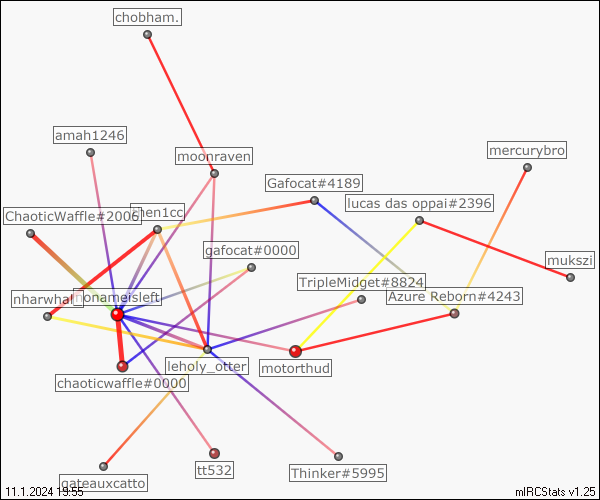 chobham.
amah1246
moonraven
mercurybro
Gafocat#4189
lucas das oppai#2396
ChaoticWaffle#2006
hen1cc
gafocat#0000
mukszi
TripleMidget#8824
nharwhal
nonameisleft
Azure Reborn#4243
leholy_otter
motorthud
chaoticwaffle#0000
tt532
Thinker#5995
gateauxcatto
11.1.2024 19:55
mIRCStats v1.25